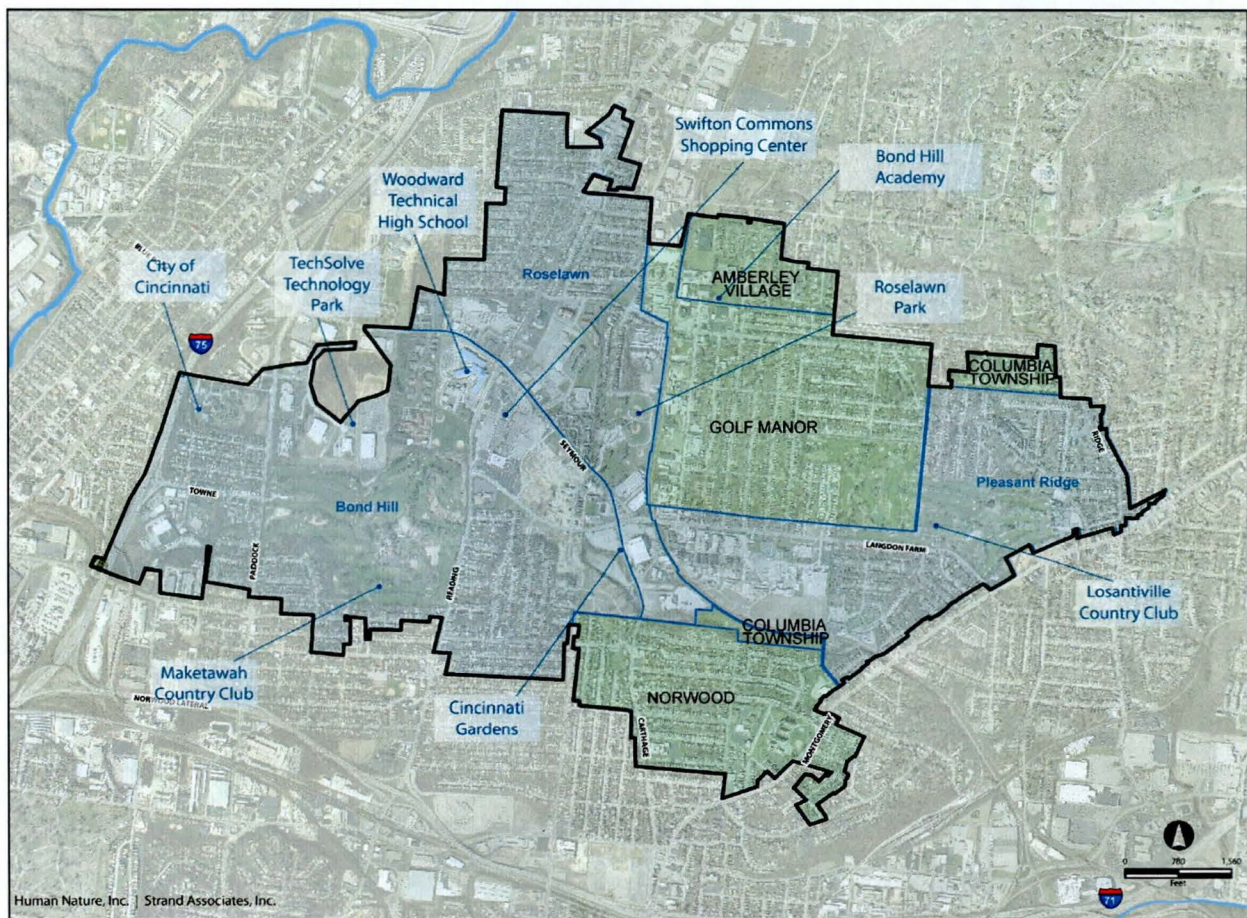 Swifton Commons
Shopping Center
Bond Hill
Academy
Woodward
Technical
High School
City of
Cincinnati
TechSolve
Technology
Park
Roselawn
AMBERLEY
VILLAGE
Roselawn
Park
75
COLUMBIA
TOWNSHIP
GOLF MANOR
RIDGE
SEYMOUR
Pleasant Ridge
TOWNE
Bond Hill
PADDOCK
READING
LANGDON FARM
Losantiville
Country Club
COLUMBIA
TOWNSHIP
Maketawah
Country Club
NORWOOD LATERAL
Cincinnati
Gardens
NORWOOD
CARTHAGE
MONTGOMERY
0 780 1,560
Feet
71
Human Nature, Inc. | Strand Associates, Inc.